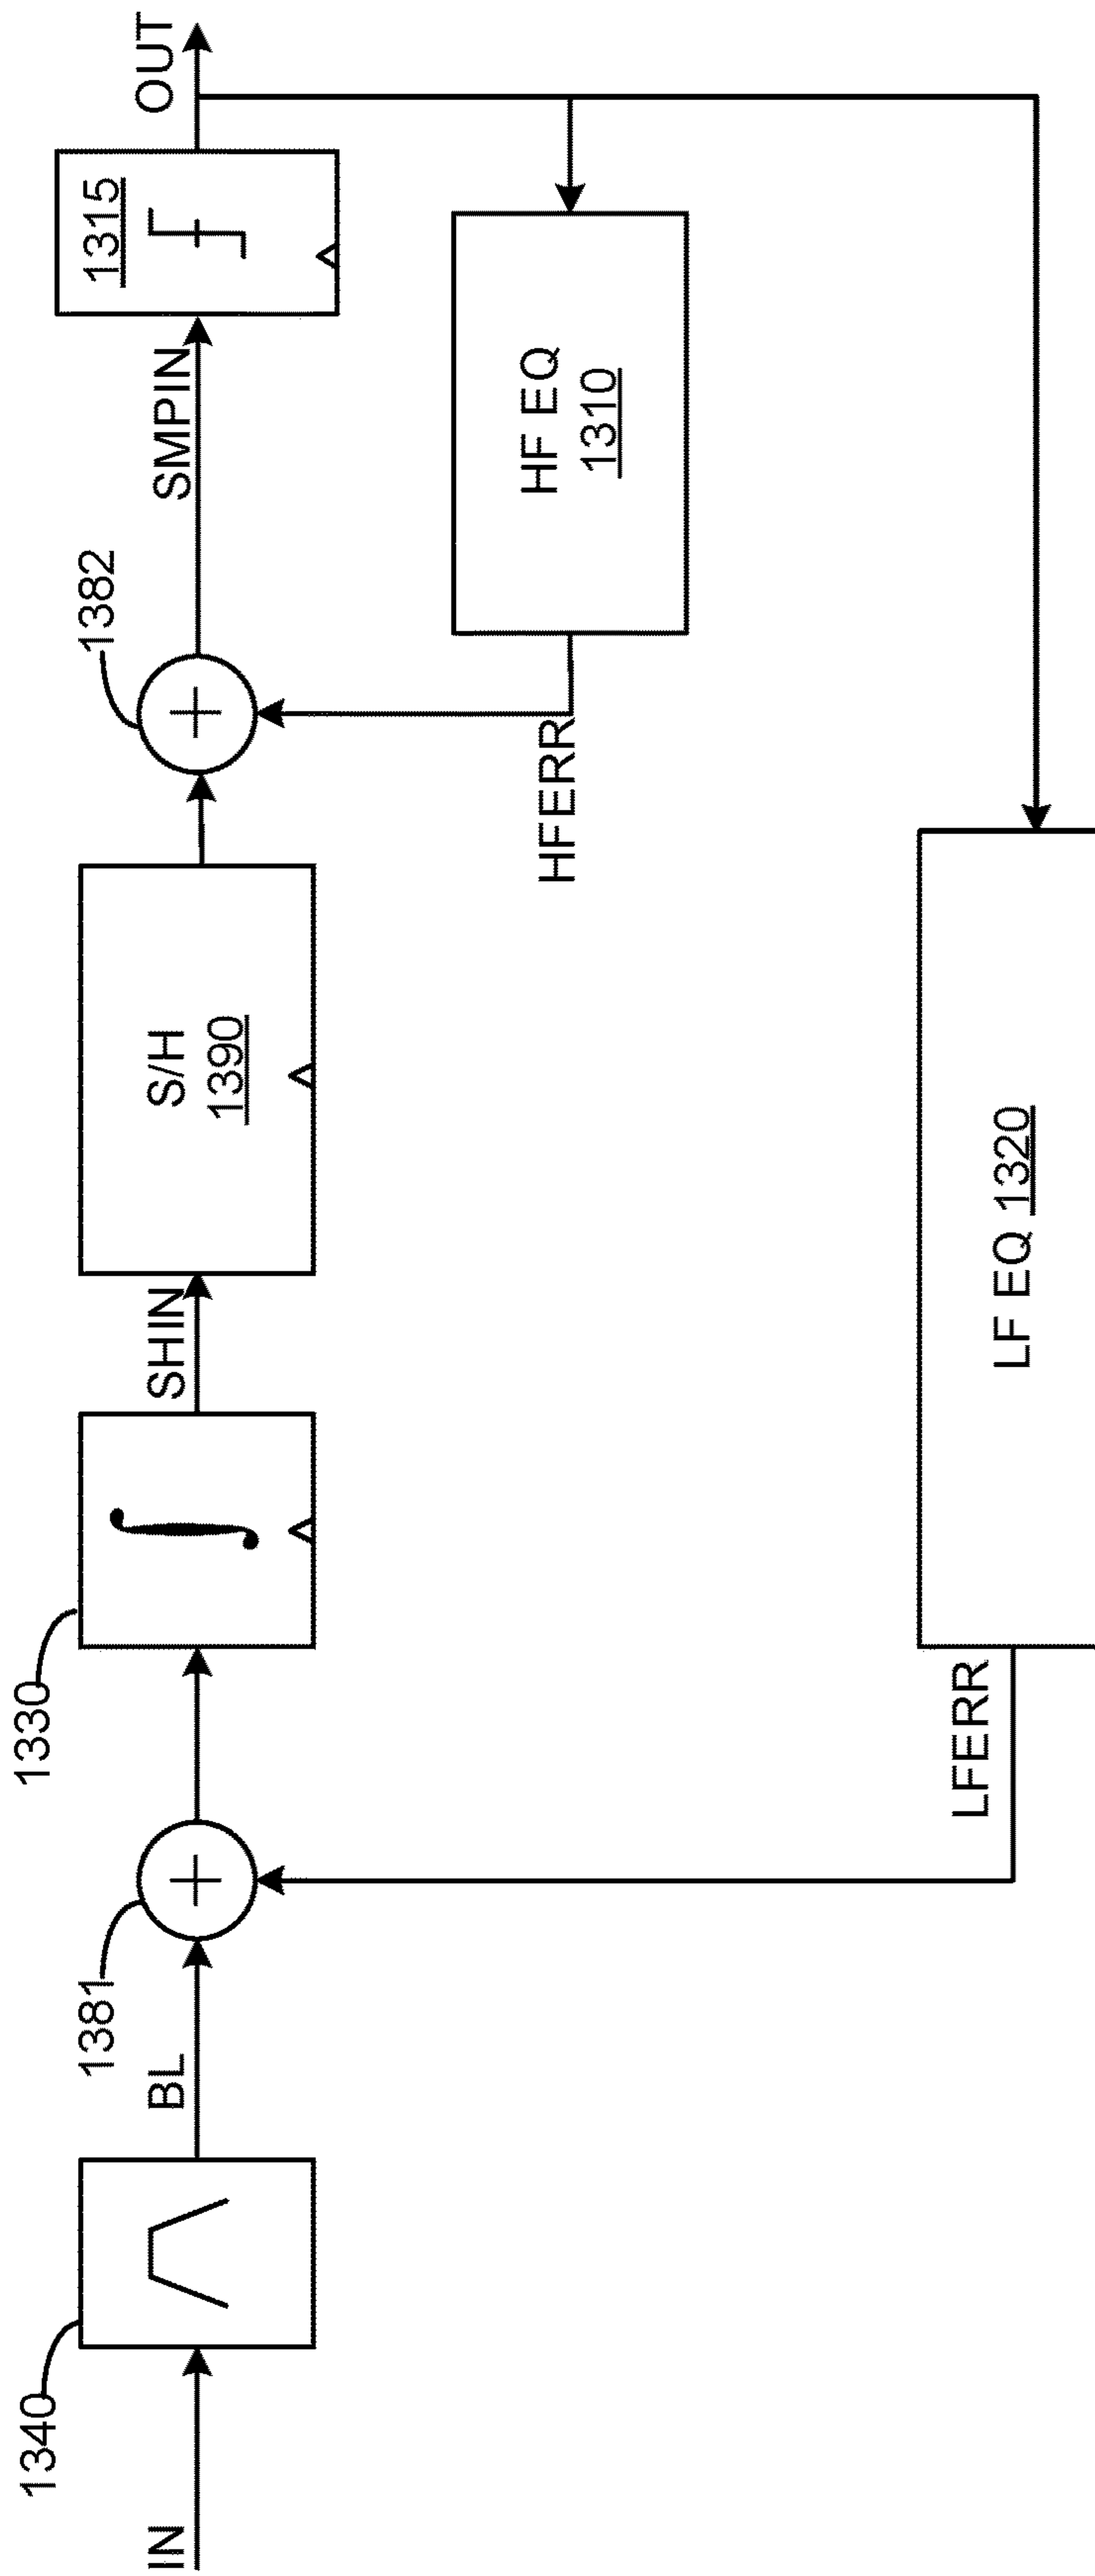 IN
1340
BL
1381
1330
SHIN
S/H
1390
1382
SMPIN
1315
OUT
HFERR
HF EQ
1310
LFERR
LF EQ 1320